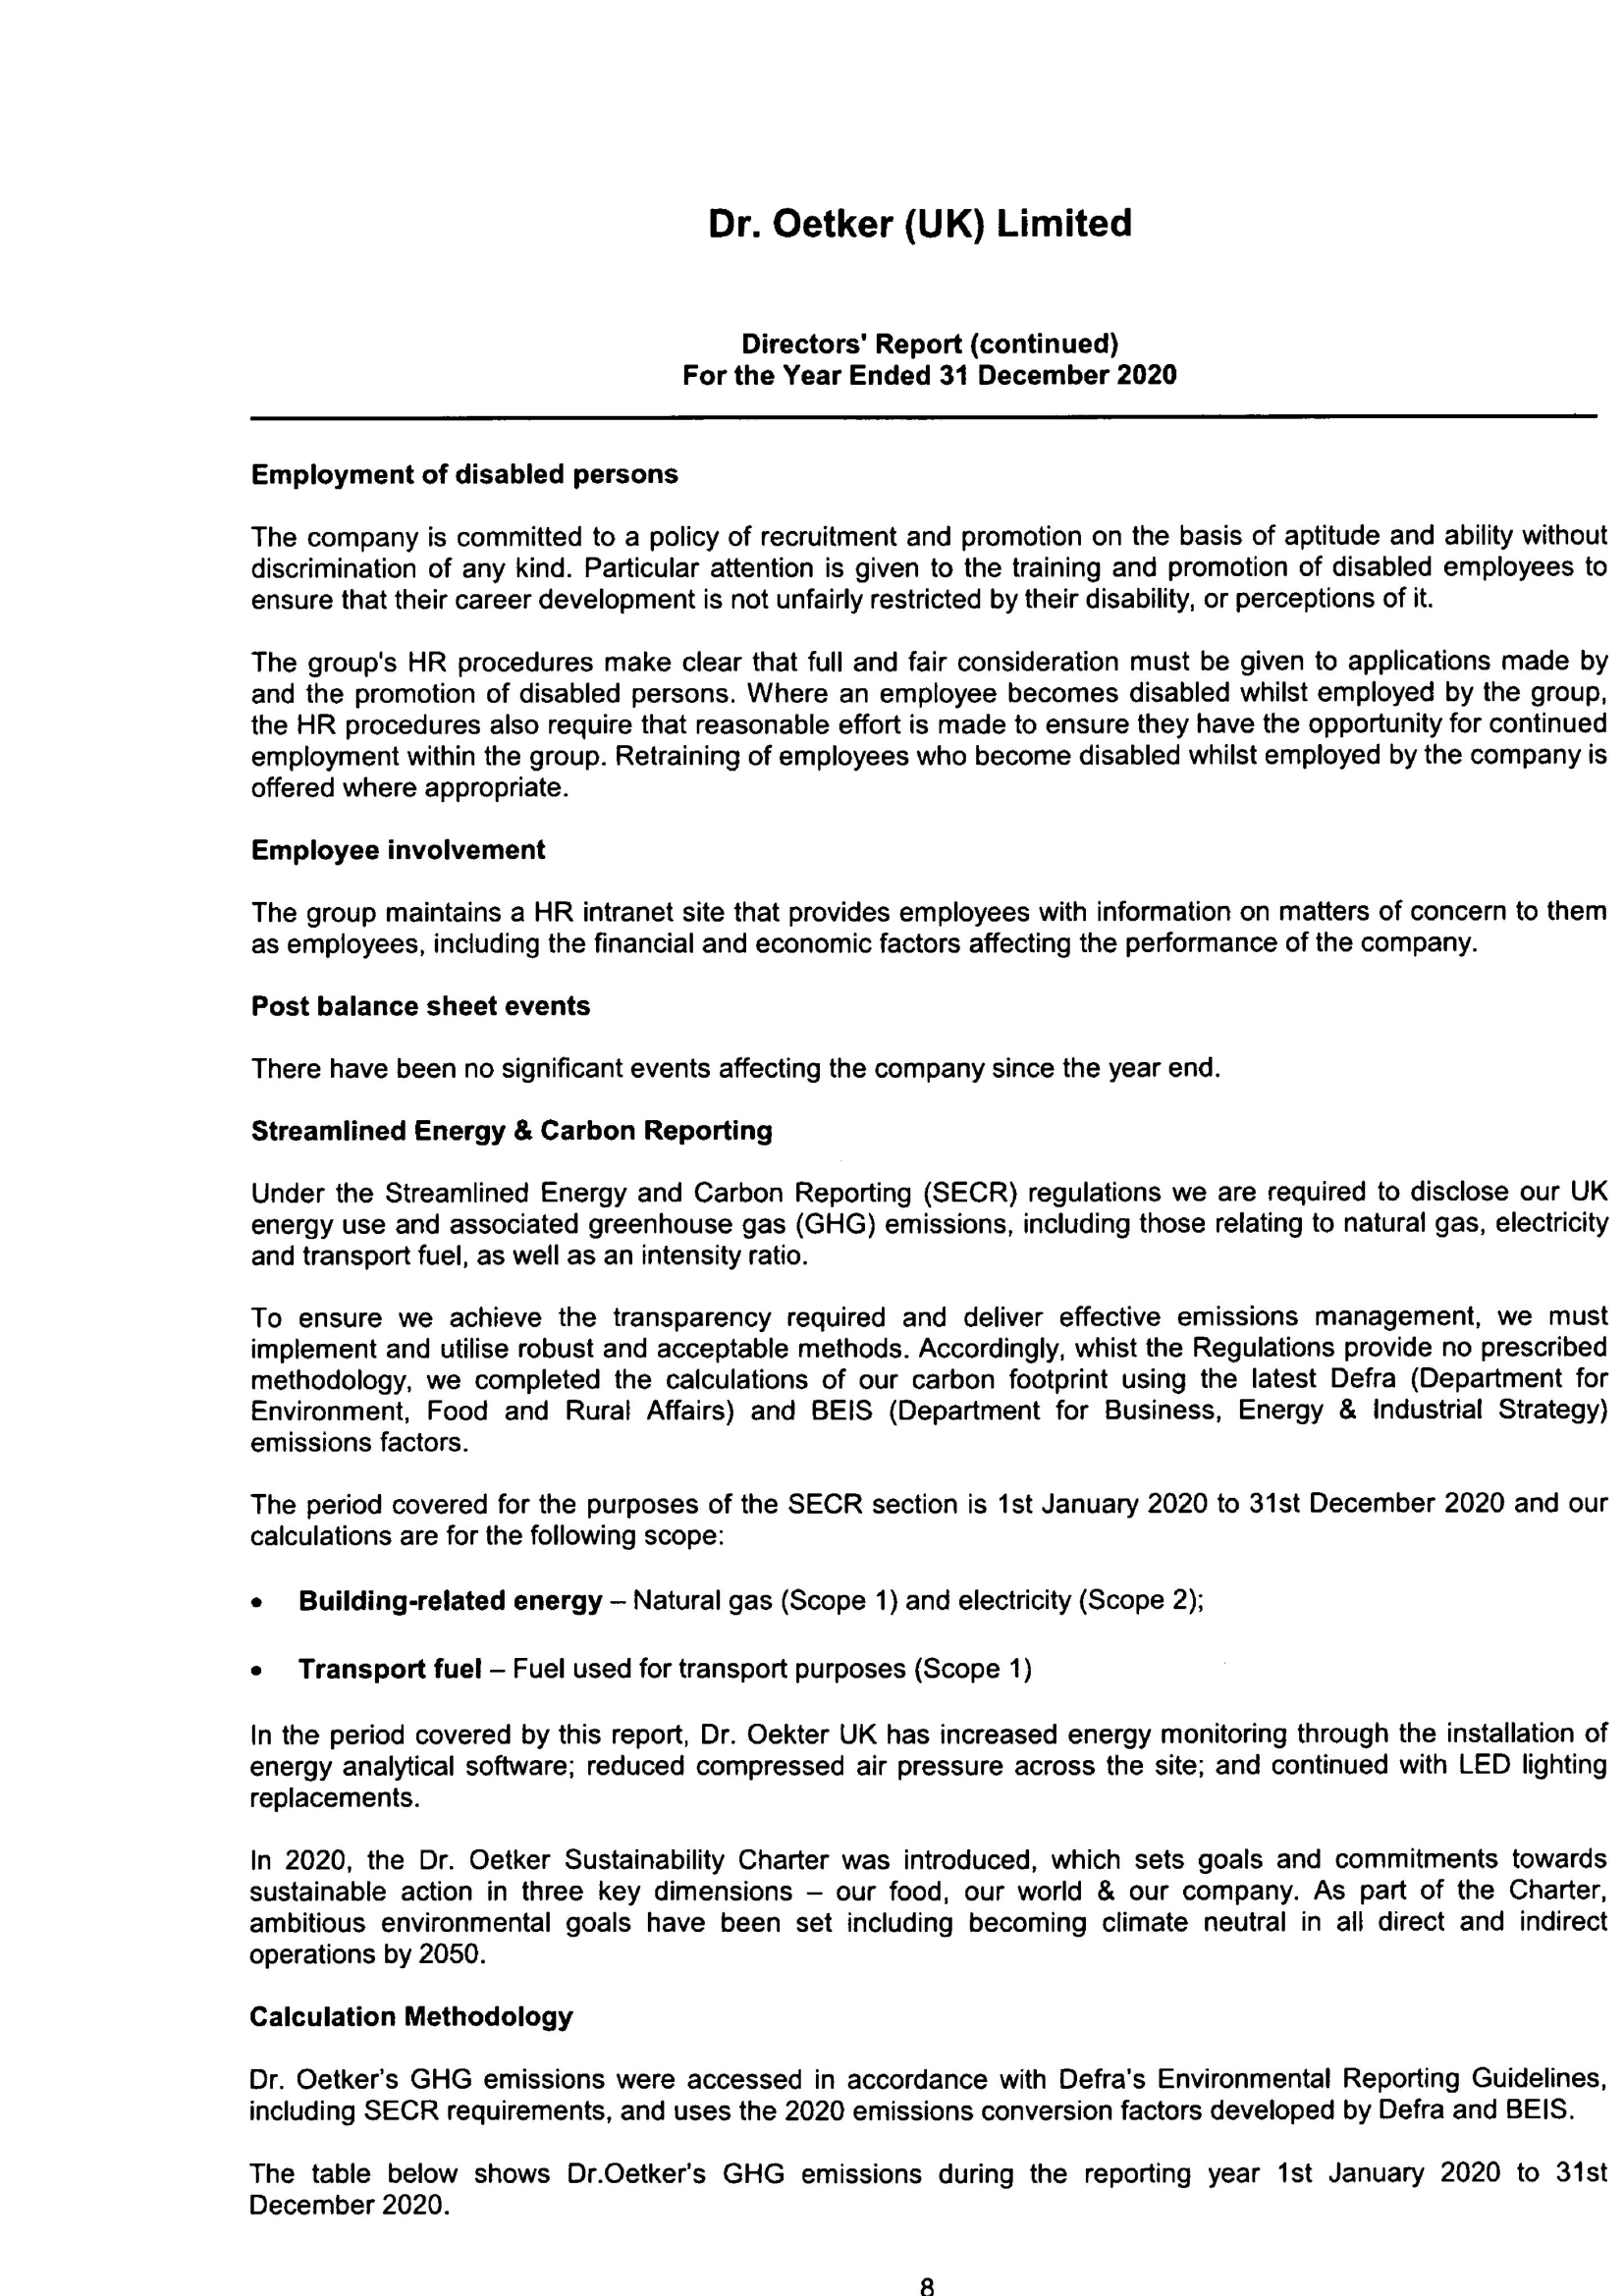 Dr. Oetker (UK) Limited
Directors' Report (continued)
For the Year Ended 31 December 2020
Employment of disabled persons
The company is committed to a policy of recruitment and promotion on the basis of aptitude and ability without
discrimination of any kind. Particular attention is given to the training and promotion of disabled employees to
ensure that their career development is not unfairly restricted by their disability, or perceptions of it.
The group's HR procedures make clear that full and fair consideration must be given to applications made by
and the promotion of disabled persons. Where an employee becomes disabled whilst employed by the group,
the HR procedures also require that reasonable effort is made to ensure they have the opportunity for continued
employment within the group. Retraining of employees who become disabled whilst employed by the company is
offered where appropriate.
Employee involvement
The group maintains a HR intranet site that provides employees with information on matters of concern to them
as employees, including the financial and economic factors affecting the performance of the company.
Post balance sheet events
There have been no significant events affecting the company since the year end.
Streamlined Energy & Carbon Reporting
Under the Streamlined Energy and Carbon Reporting (SECR) regulations we are required to disclose our UK
energy use and associated greenhouse gas (GHG) emissions, including those relating to natural gas, electricity
and transport fuel, as well as an intensity ratio.
To ensure we achieve the transparency required and deliver effective emissions management, we must
implement and utilise robust and acceptable methods. Accordingly, whist the Regulations provide no prescribed
methodology, we completed the calculations of our carbon footprint using the latest Defra (Department for
Environment, Food and Rural Affairs) and BEIS (Department for Business, Energy & Industrial Strategy)
emissions factors.
The period covered for the purposes of the SECR section is 1st January 2020 to 31st December 2020 and our
calculations are for the following scope:
• Building-related energy – Natural gas (Scope 1) and electricity (Scope 2);
• Transport fuel – Fuel used for transport purposes (Scope 1)
In the period covered by this report, Dr. Oekter UK has increased energy monitoring through the installation of
energy analytical software; reduced compressed air pressure across the site; and continued with LED lighting
replacements.
In 2020, the Dr. Oetker Sustainability Charter was introduced, which sets goals and commitments towards
sustainable action in three key dimensions – our food, our world & our company. As part of the Charter,
ambitious environmental goals have been set including becoming climate neutral in all direct and indirect
operations by 2050.
Calculation Methodology
Dr. Oetker's GHG emissions were accessed in accordance with Defra's Environmental Reporting Guidelines,
including SECR requirements, and uses the 2020 emissions conversion factors developed by Defra and BEIS.
The table below shows Dr.Oetker's GHG emissions during the reporting year 1st January 2020 to 31st
December 2020.
8